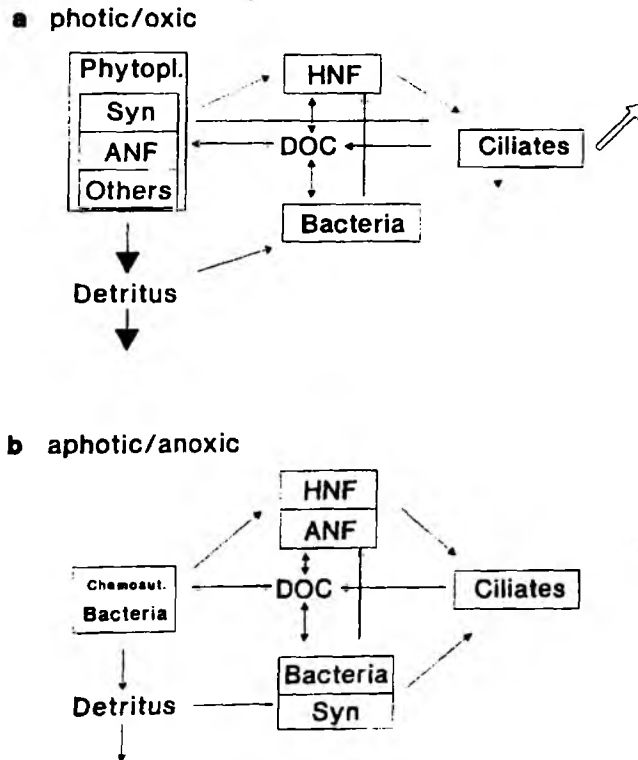 a photic/oxic
Phytopl.
Syn
ANF
Others
HNF
DOC
Bacteria
Ciliates
Detritus
b aphotic/anoxic
HNF
ANF
Chemoaut.
Bacteria
DOC
Ciliates
Bacteria
Syn
Detritus